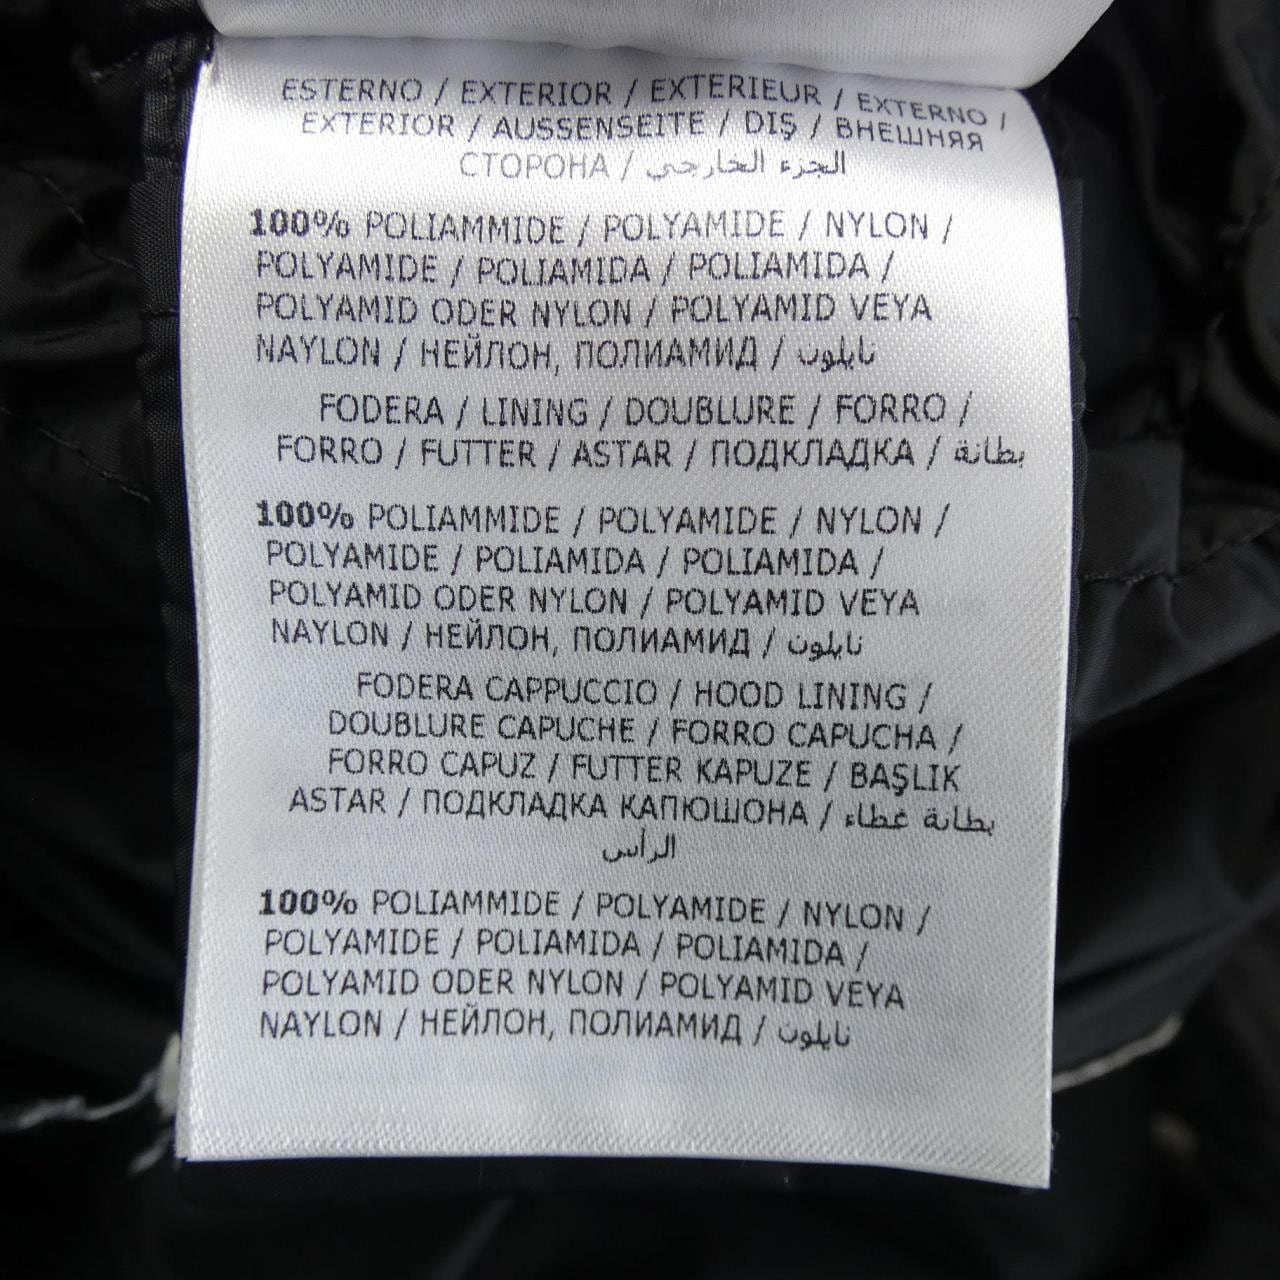 ESTERNO / EXTERIOR / EXTERIEUR / EXTERNO /
EXTERIOR / AUSSENSEITE / DIŞ / ВНЕШНЯЯ
СТОРОНА / الجزء الخارجي
100% POLIAMMIDE / POLYAMIDE / NYLON /
POLYAMIDE / POLIAMIDA / POLIAMIDA /
POLYAMID ODER NYLON / POLYAMID VEYA
NAYLON / НЕЙЛОН, ПОЛИАМИД / نايلون
FODERA / LINING / DOUBLURE / FORRO /
FORRO / FUTTER / ASTAR / ПОДКЛАДКА / بطانة
100% POLIAMMIDE / POLYAMIDE / NYLON /
POLYAMIDE / POLIAMIDA / POLIAMIDA /
POLYAMID ODER NYLON / POLYAMID VEYA
NAYLON / НЕЙЛОН, ПОЛИАМИД / نايلون
FODERA CAPPUCCIO / HOOD LINING /
DOUBLURE CAPUCHE / FORRO CAPUCHA /
FORRO CAPUZ / FUTTER KAPUZE / BAŞLIK
ASTAR / ПОДКЛАДКА КАПЮШОНА / بطانة غطاء
الرأس
100% POLIAMMIDE / POLYAMIDE / NYLON /
POLYAMIDE / POLIAMIDA / POLIAMIDA /
POLYAMID ODER NYLON / POLYAMID VEYA
NAYLON / НЕЙЛОН, ПОЛИАМИД / نايلون